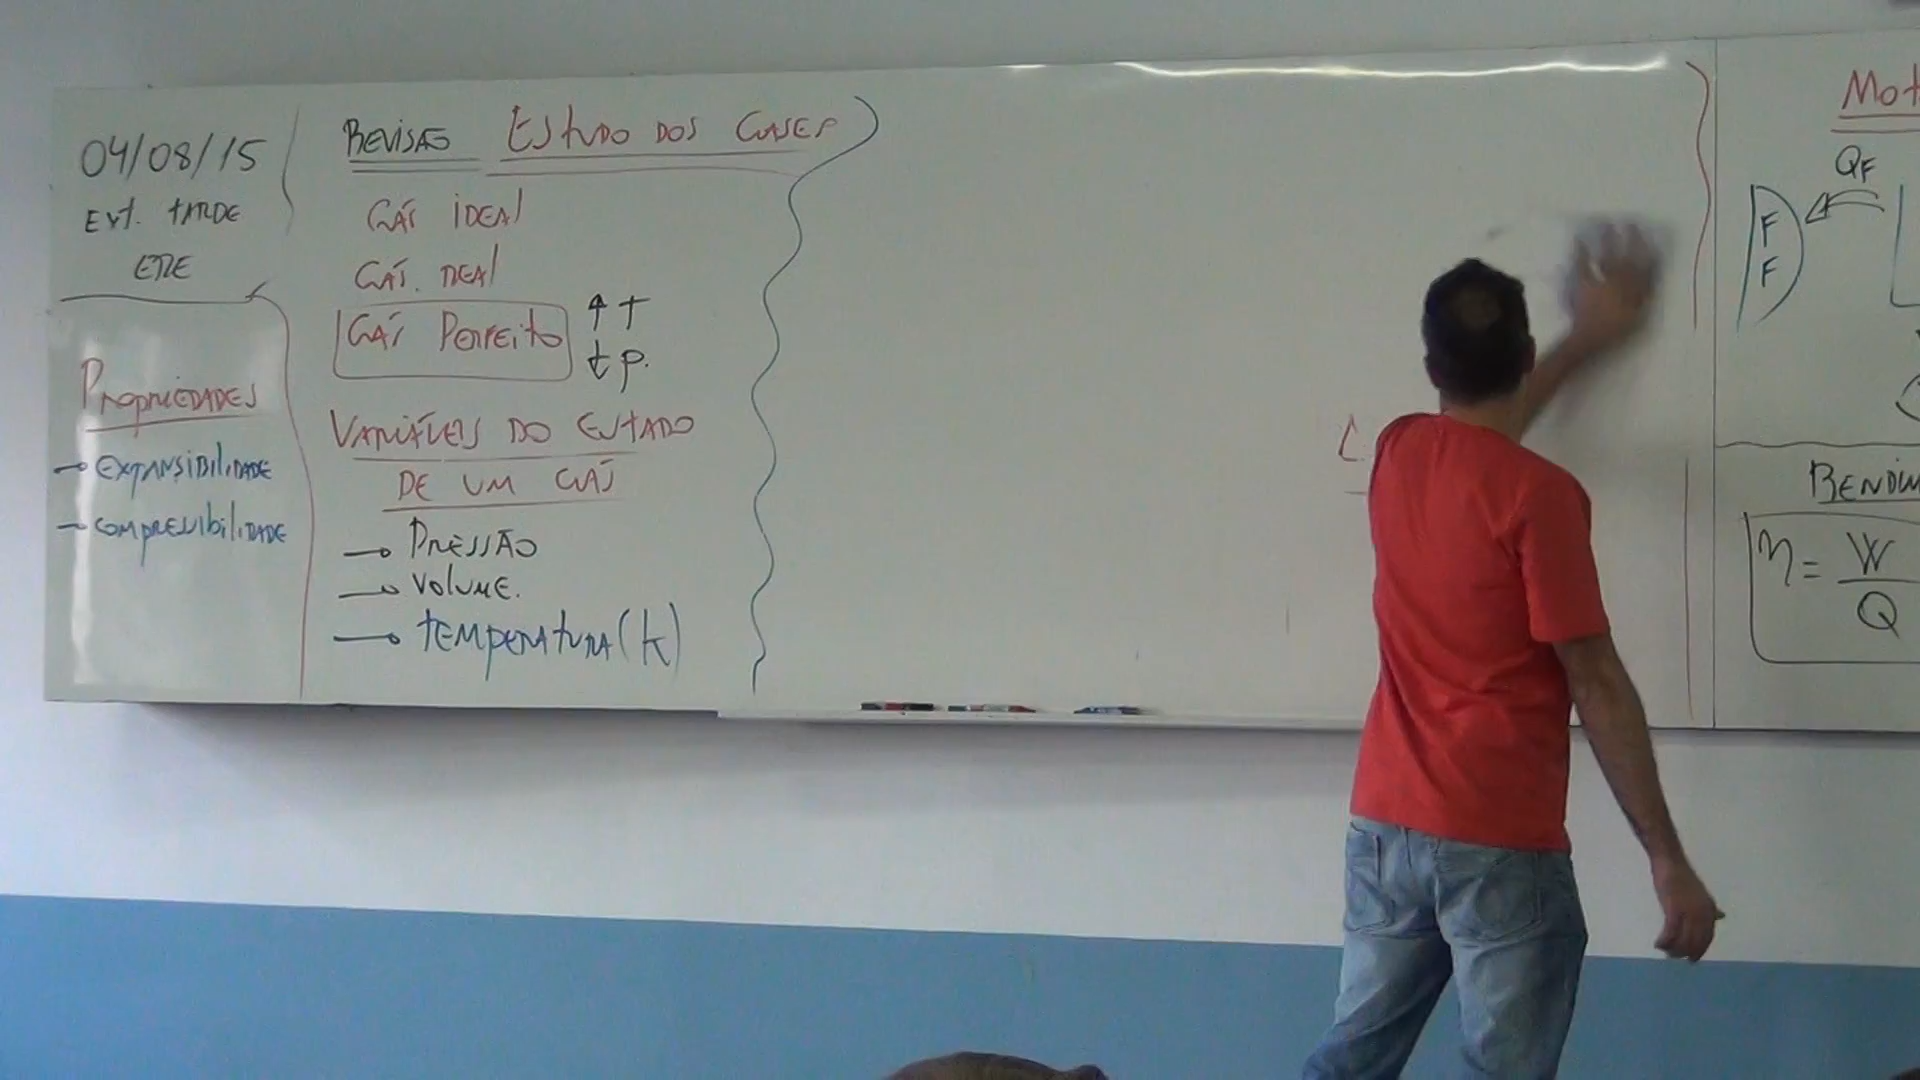 04/08/15
Ext. tarde
ETE
Propriedades
→ expansibilidade
→ compressibilidade
Revisão Estudo dos Gases
Gás ideal
Gás real
Gás Perfeito
↑ T
↓ p.
Variáveis do Estado
de um Gás
→ Pressão
→ Volume.
→ temperatura (k)
Mot
QF
F
F
Rendim
η = W
Q